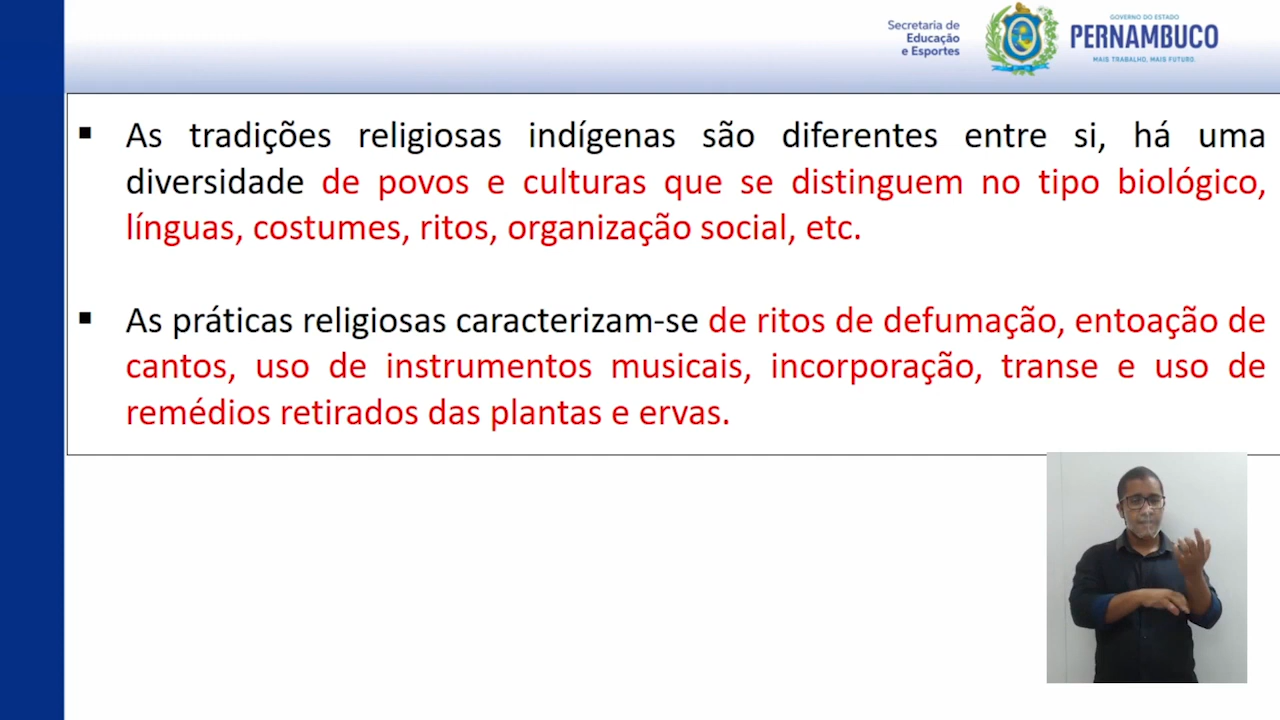 Secretaria de
Educação
e Esportes
GOVERNO DO ESTADO
PERNAMBUCO
MAIS TRABALHO, MAIS FUTURO.
▪ As tradições religiosas indígenas são diferentes entre si, há uma
diversidade de povos e culturas que se distinguem no tipo biológico,
línguas, costumes, ritos, organização social, etc.
▪ As práticas religiosas caracterizam-se de ritos de defumação, entoação de
cantos, uso de instrumentos musicais, incorporação, transe e uso de
remédios retirados das plantas e ervas.